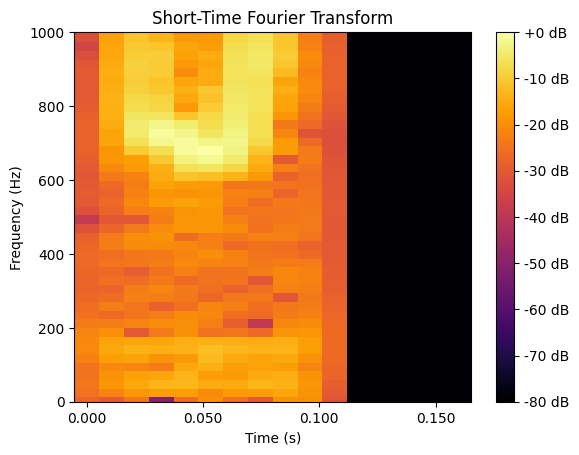 Short-Time Fourier Transform
1000
800
600
400
200
0
Frequency (Hz)
0.000
0.050
0.100
0.150
Time (s)
+0 dB
-10 dB
-20 dB
-30 dB
-40 dB
-50 dB
-60 dB
-70 dB
-80 dB